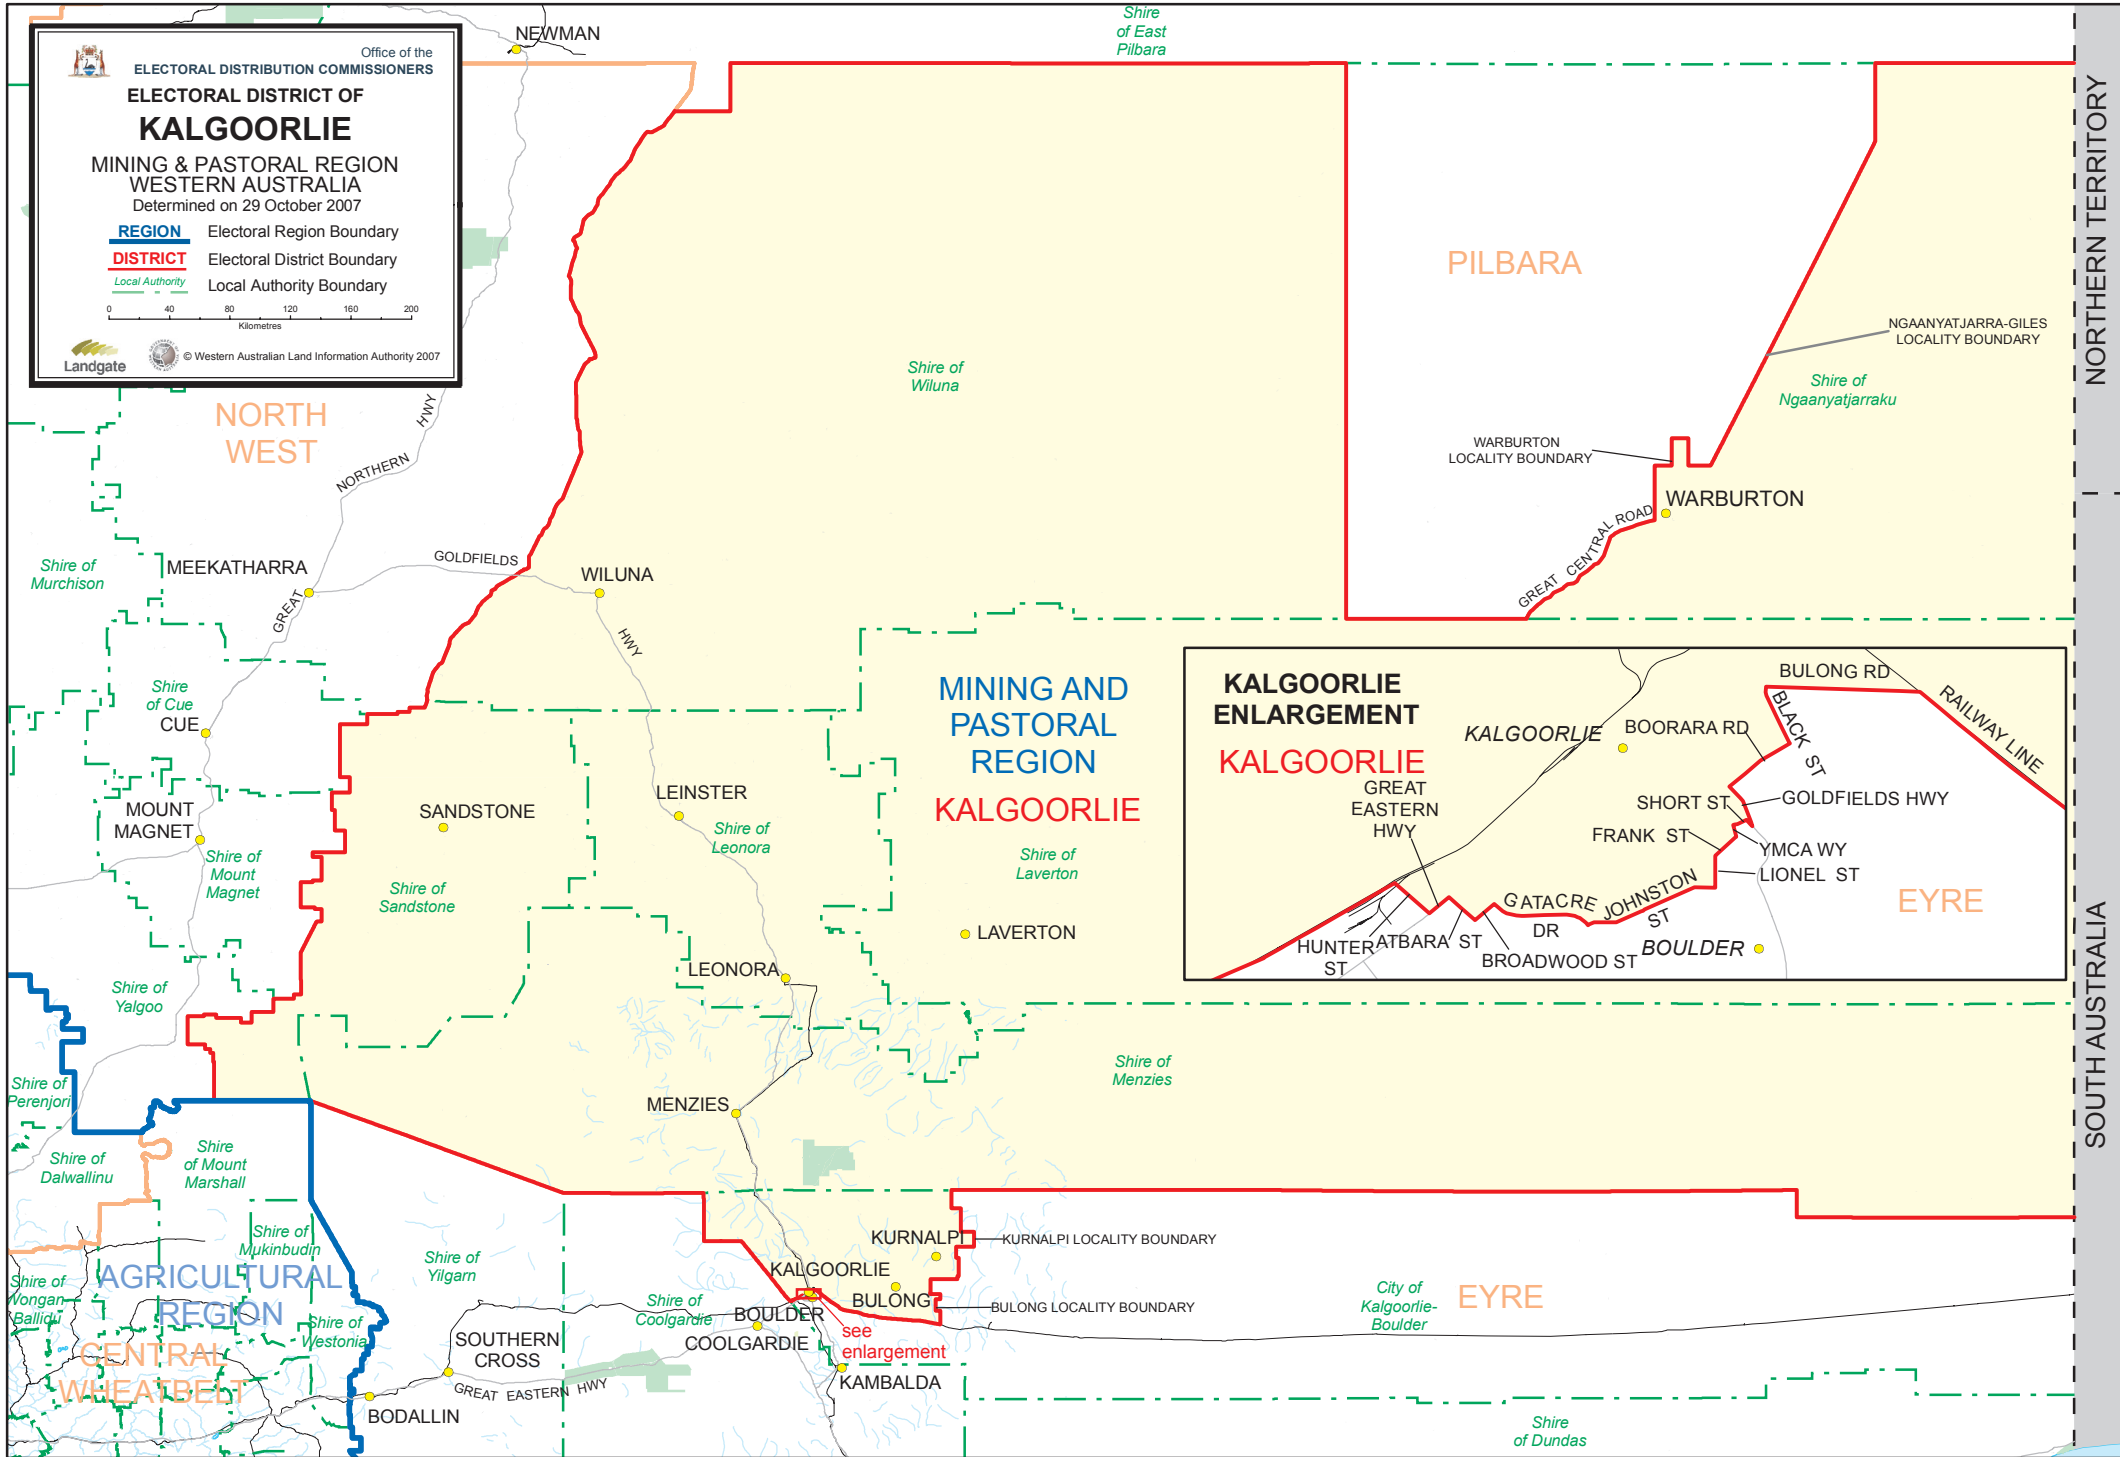 Office of the
ELECTORAL DISTRIBUTION COMMISSIONERS
ELECTORAL DISTRICT OF
KALGOORLIE
MINING & PASTORAL REGION
WESTERN AUSTRALIA
Determined on 29 October 2007
REGION Electoral Region Boundary
DISTRICT Electoral District Boundary
Local Authority Local Authority Boundary
0 40 80 120 160 200
Kilometres
Landgate
© Western Australian Land Information Authority 2007
NEWMAN
Shire
of East
Pilbara
NORTHERN TERRITORY
PILBARA
NGAANYATJARRA-GILES
LOCALITY BOUNDARY
Shire of
Wiluna
Shire of
Ngaanyatjarraku
NORTH
WEST
HWY
NORTHERN
GREAT
WARBURTON
LOCALITY BOUNDARY
WARBURTON
GREAT CENTRAL ROAD
Shire of
Murchison
MEEKATHARRA
GOLDFIELDS
WILUNA
HWY
Shire
of Cue
CUE
MINING AND
PASTORAL
REGION
KALGOORLIE
KALGOORLIE
ENLARGEMENT
KALGOORLIE
KALGOORLIE
BULONG RD
RAILWAY LINE
BLACK ST
BOORARA RD
GREAT
EASTERN
HWY
SHORT ST
GOLDFIELDS HWY
FRANK ST
YMCA WY
LIONEL ST
EYRE
GATACRE
DR
JOHNSTON
ST
HUNTER
ST
ATBARA ST
BROADWOOD ST
BOULDER
MOUNT
MAGNET
SANDSTONE
LEINSTER
Shire of
Leonora
Shire of
Laverton
Shire of
Mount
Magnet
Shire of
Sandstone
LAVERTON
LEONORA
Shire of
Yalgoo
SOUTH AUSTRALIA
Shire of
Menzies
Shire of
Perenjori
MENZIES
Shire of
Dalwallinu
Shire
of Mount
Marshall
Shire of
Mukinbudin
Shire of
Yilgarn
KURNALPI
KURNALPI LOCALITY BOUNDARY
KALGOORLIE
BULONG
BULONG LOCALITY BOUNDARY
AGRICULTURAL
REGION
Shire of
Wongan-
Ballidu
Shire of
Westonia
Shire of
Coolgardie
BOULDER
COOLGARDIE
see
enlargement
City of
Kalgoorlie-
Boulder
EYRE
CENTRAL
WHEATBELT
SOUTHERN
CROSS
GREAT EASTERN HWY
KAMBALDA
BODALLIN
Shire
of Dundas